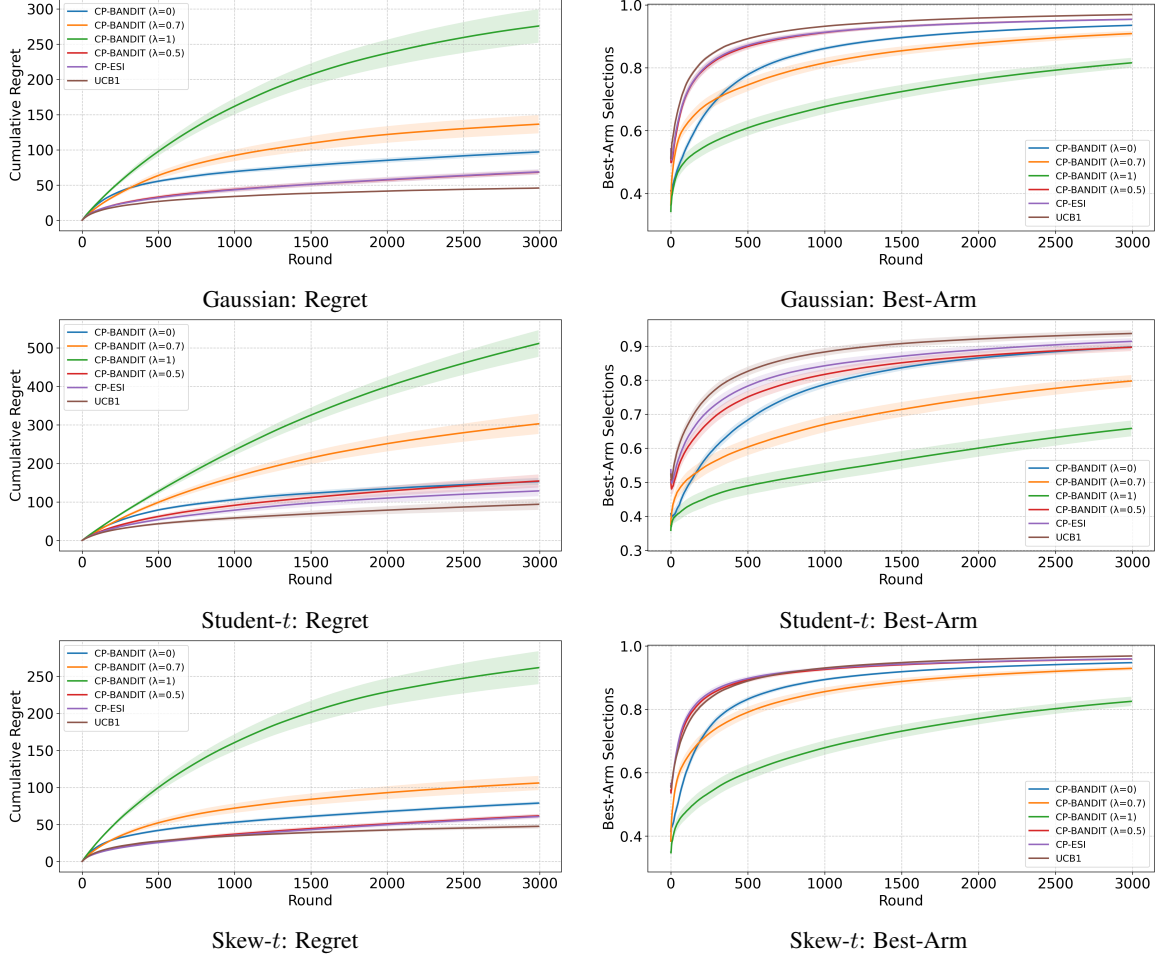 300
250
200
150
100
50
0
Cumulative Regret
CP-BANDIT (λ=0)
CP-BANDIT (λ=0.7)
CP-BANDIT (λ=1)
CP-BANDIT (λ=0.5)
CP-ESI
UCB1
0 500 1000 1500 2000 2500 3000
Round
Gaussian: Regret
1.0
0.8
0.6
0.4
Best-Arm Selections
CP-BANDIT (λ=0)
CP-BANDIT (λ=0.7)
CP-BANDIT (λ=1)
CP-BANDIT (λ=0.5)
CP-ESI
UCB1
0 500 1000 1500 2000 2500 3000
Round
Gaussian: Best-Arm
500
400
300
200
100
0
Cumulative Regret
CP-BANDIT (λ=0)
CP-BANDIT (λ=0.7)
CP-BANDIT (λ=1)
CP-BANDIT (λ=0.5)
CP-ESI
UCB1
0 500 1000 1500 2000 2500 3000
Round
Student-t: Regret
0.9
0.8
0.7
0.6
0.5
0.4
0.3
Best-Arm Selections
CP-BANDIT (λ=0)
CP-BANDIT (λ=0.7)
CP-BANDIT (λ=1)
CP-BANDIT (λ=0.5)
CP-ESI
UCB1
0 500 1000 1500 2000 2500 3000
Round
Student-t: Best-Arm
250
200
150
100
50
0
Cumulative Regret
CP-BANDIT (λ=0)
CP-BANDIT (λ=0.7)
CP-BANDIT (λ=1)
CP-BANDIT (λ=0.5)
CP-ESI
UCB1
0 500 1000 1500 2000 2500 3000
Round
Skew-t: Regret
1.0
0.8
0.6
0.4
Best-Arm Selections
CP-BANDIT (λ=0)
CP-BANDIT (λ=0.7)
CP-BANDIT (λ=1)
CP-BANDIT (λ=0.5)
CP-ESI
UCB1
0 500 1000 1500 2000 2500 3000
Round
Skew-t: Best-Arm